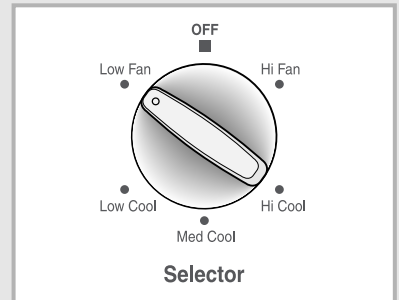 OFF
Low Fan
Hi Fan
Low Cool
Hi Cool
Med Cool
Selector